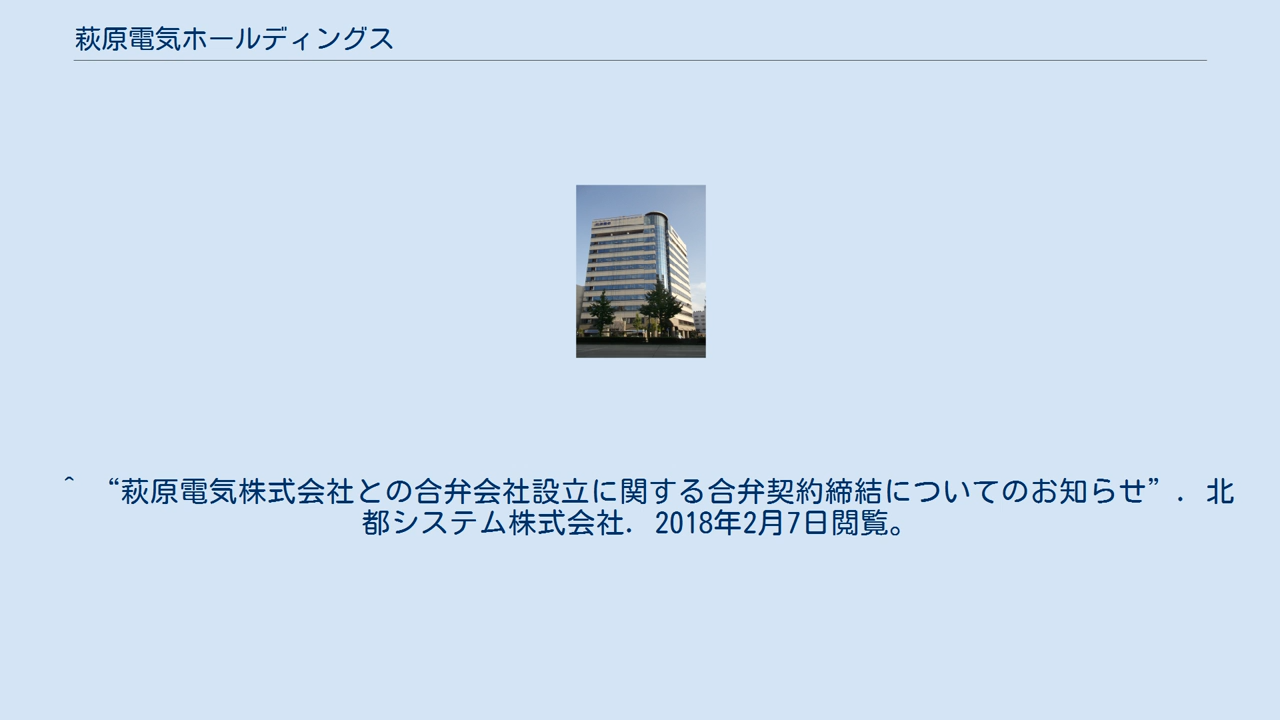 萩原電気ホールディングス
^ “萩原電気株式会社との合弁会社設立に関する合弁契約締結についてのお知らせ”. 北
都システム株式会社. 2018年2月7日閲覧。